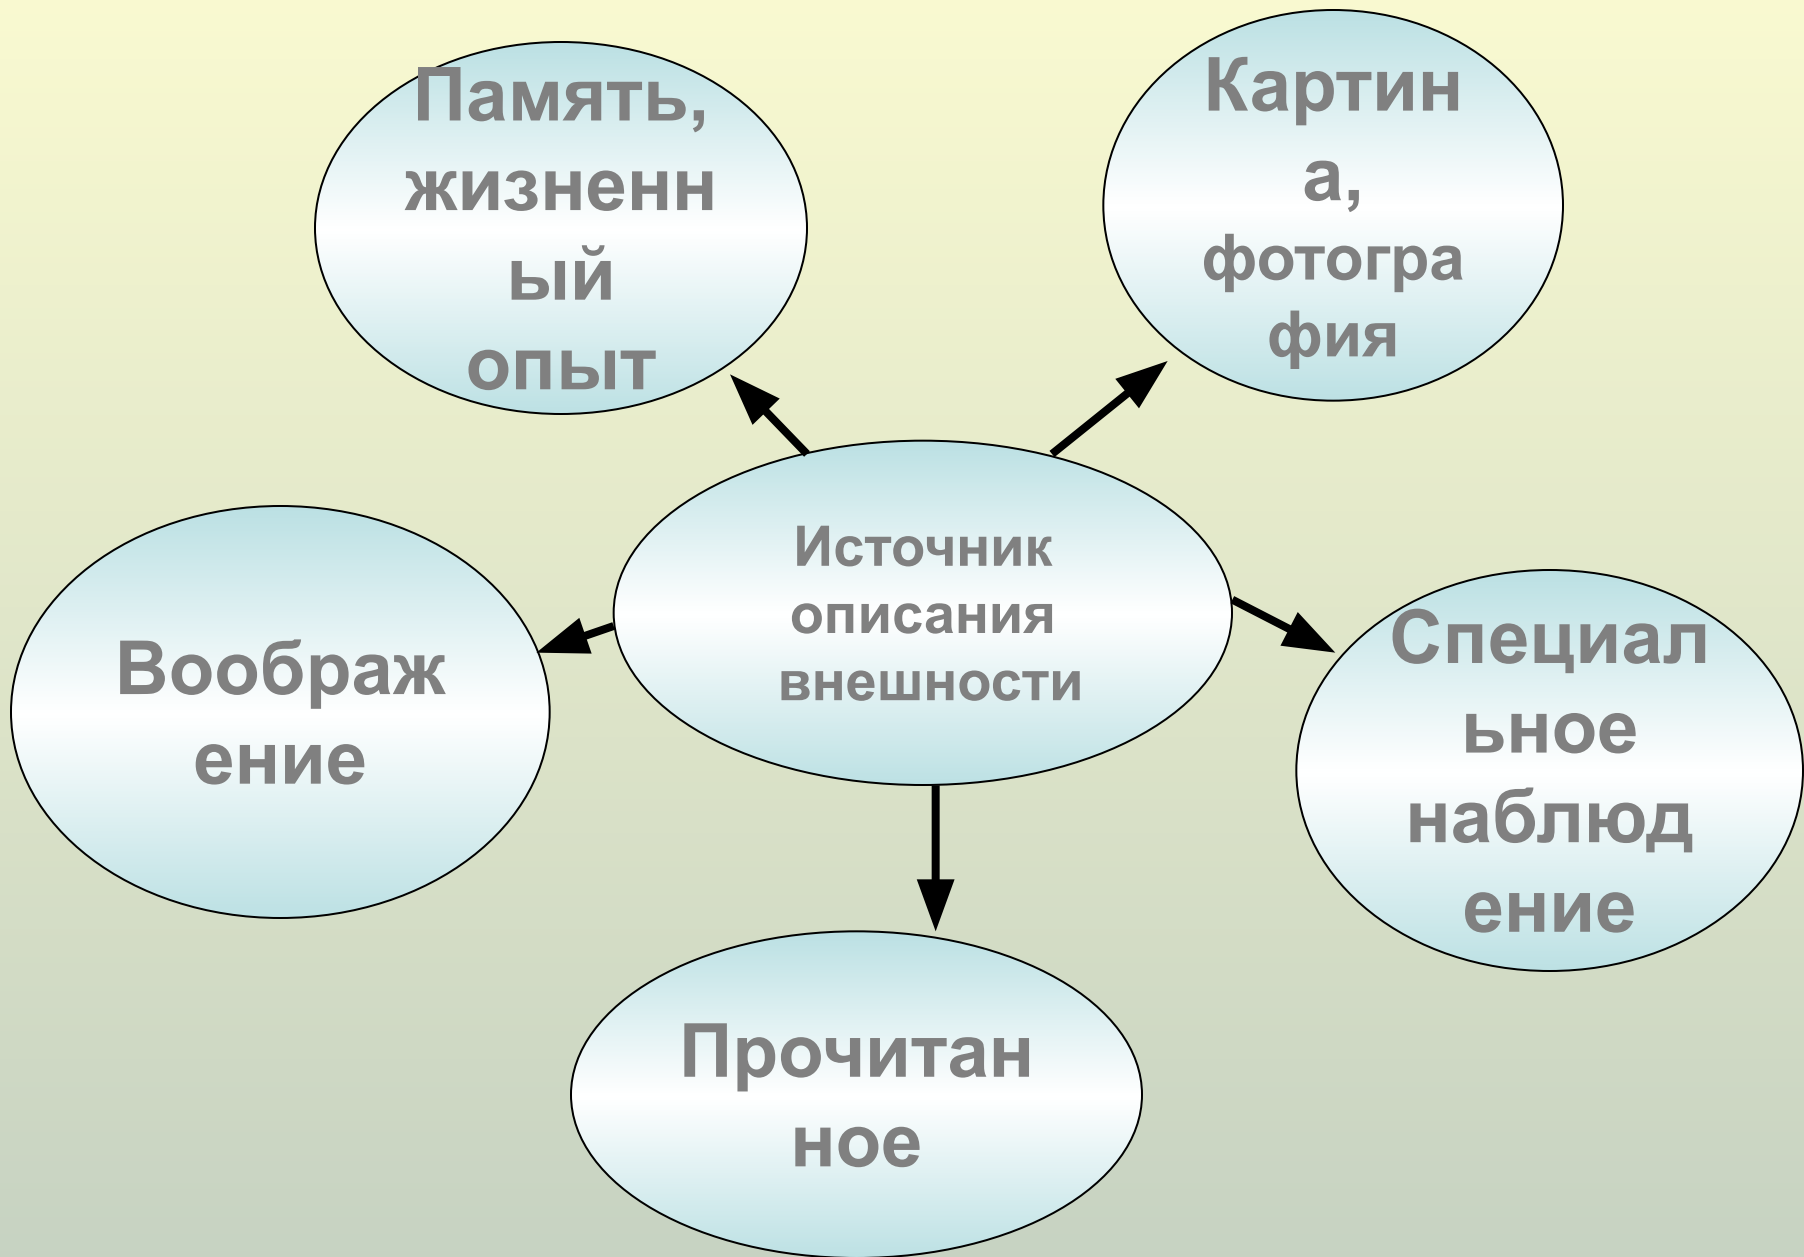 Память,
жизненн
ый
опыт
Картин
а,
фотогра
фия
Источник
описания
внешности
Воображ
ение
Специал
ьное
наблюд
ение
Прочитан
ное